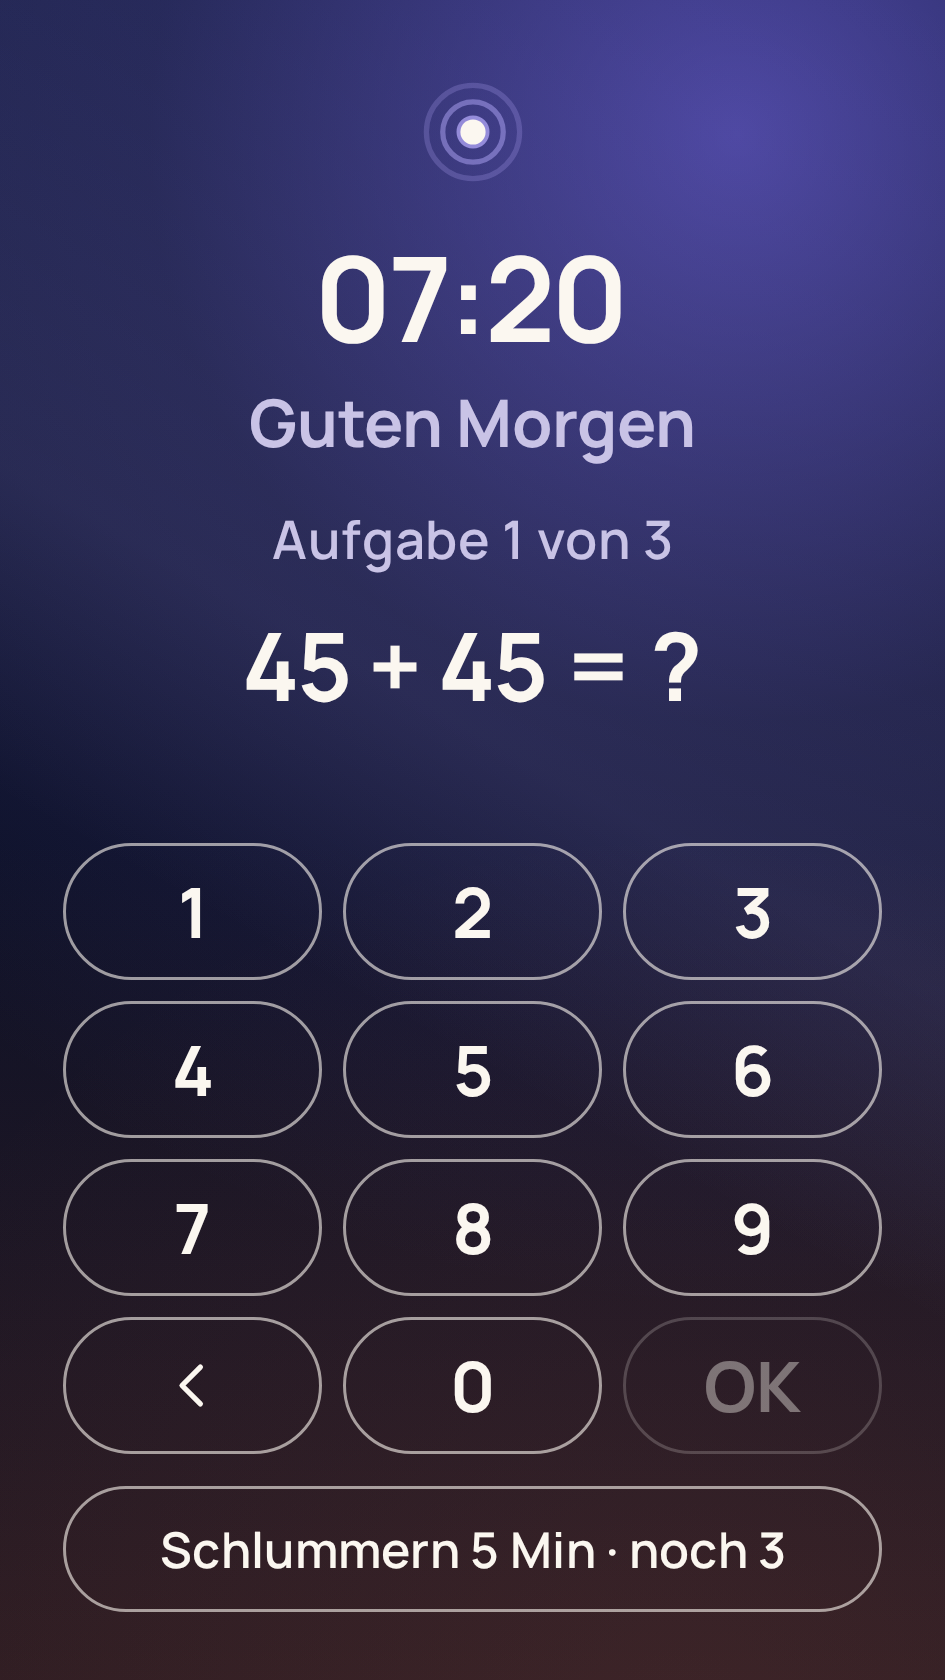 07:20
Guten Morgen
Aufgabe 1 von 3
45 + 45 = ?
1 2 3
4 5 6
7 8 9
0 OK
Schlummern 5 Min · noch 3